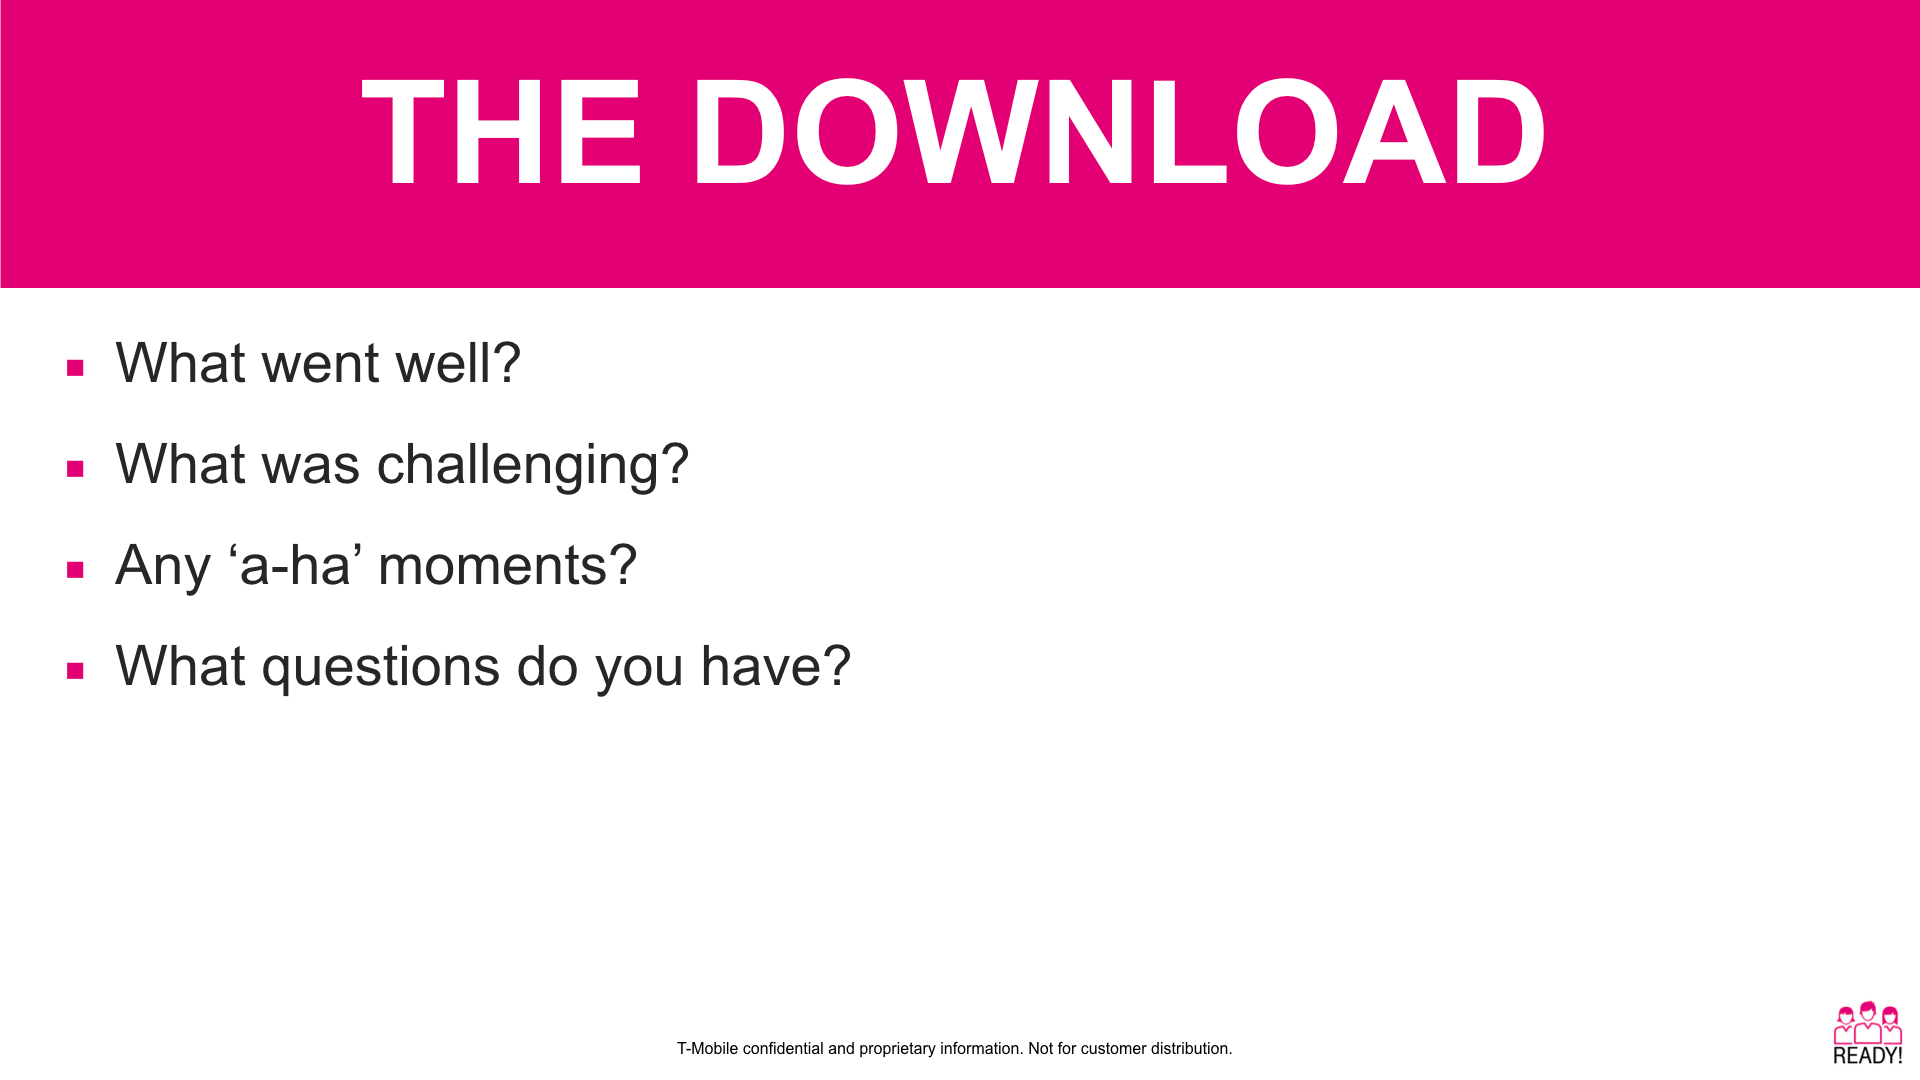 THE DOWNLOAD
What went well?
What was challenging?
Any ‘a-ha’ moments?
What questions do you have?
T-Mobile confidential and proprietary information. Not for customer distribution.
READY!